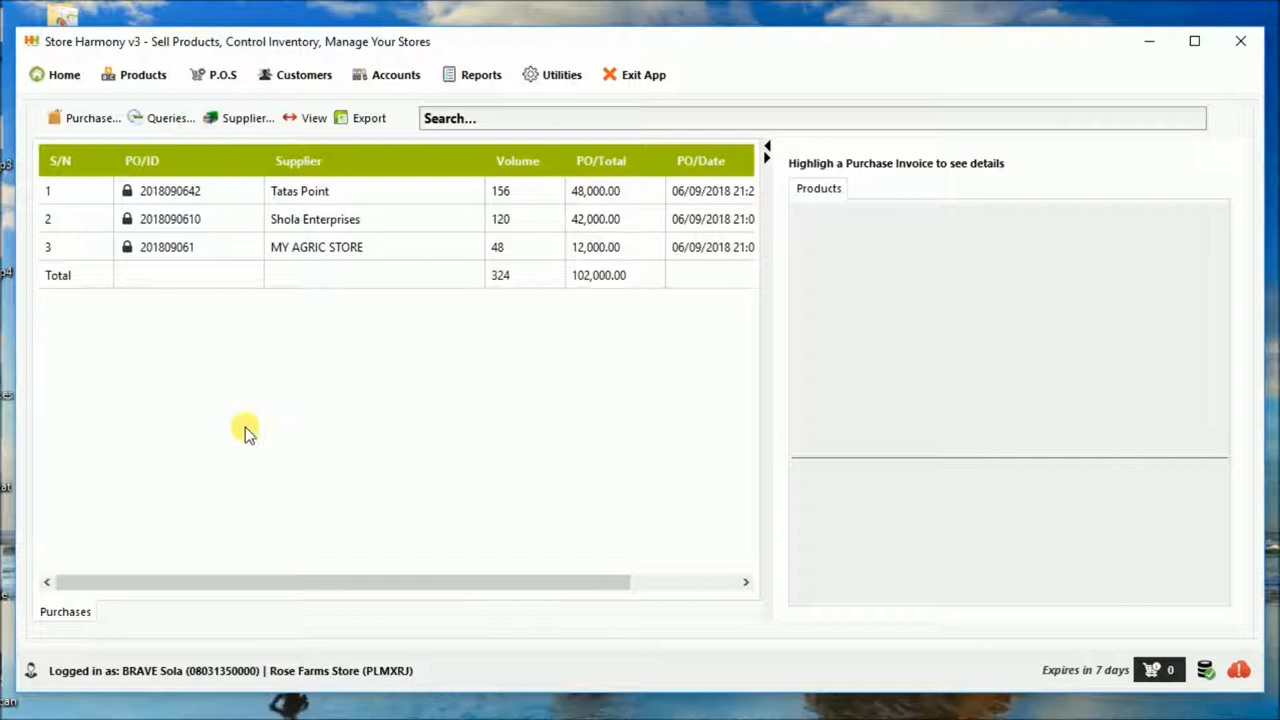 Store Harmony v3 - Sell Products, Control Inventory, Manage Your Stores
Home Products P.O.S Customers Accounts Reports Utilities Exit App
Purchase... Queries... Supplier... View Export Search...
S/N PO/ID Supplier Volume PO/Total PO/Date
1 2018090642 Tatas Point 156 48,000.00 06/09/2018 21:2
2 2018090610 Shola Enterprises 120 42,000.00 06/09/2018 21:0
3 201809061 MY AGRIC STORE 48 12,000.00 06/09/2018 21:0
Total 324 102,000.00
Highligh a Purchase Invoice to see details
Products
Purchases
Logged in as: BRAVE Sola (08031350000) | Rose Farms Store (PLMXRJ)
Expires in 7 days 0
p3
p4
es
at
e
can